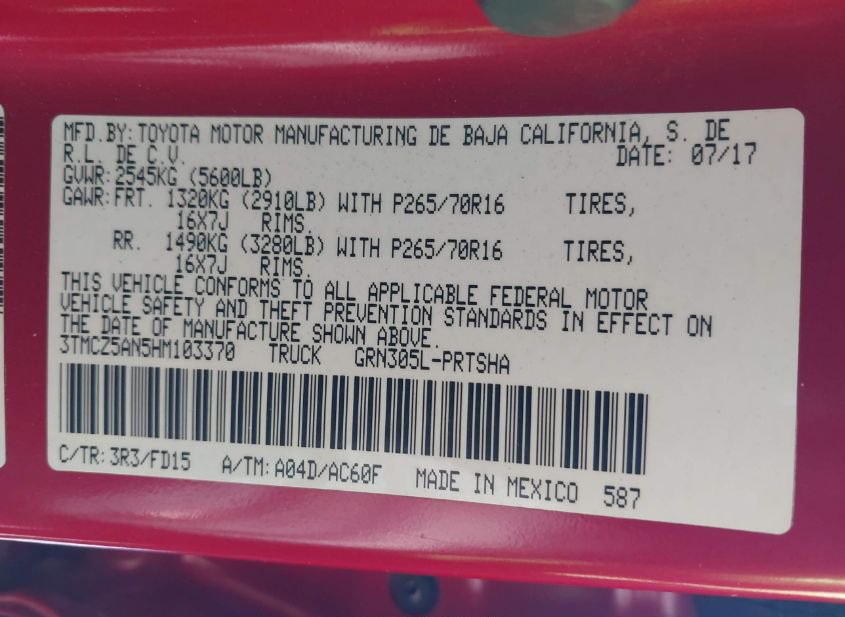 MFD.BY: TOYOTA MOTOR MANUFACTURING DE BAJA CALIFORNIA, S. DE
R.L. DE C.V. DATE: 07/17
GVWR: 2545KG (5600LB)
GAWR: FRT. 1320KG (2910LB) WITH P265/70R16 TIRES,
16X7J RIMS.
RR. 1490KG (3280LB) WITH P265/70R16 TIRES,
16X7J RIMS.
THIS VEHICLE CONFORMS TO ALL APPLICABLE FEDERAL MOTOR
VEHICLE SAFETY AND THEFT PREVENTION STANDARDS IN EFFECT ON
THE DATE OF MANUFACTURE SHOWN ABOVE.
3TMCZ5AN5HM103370 TRUCK GRN305L-PRTSHA
C/TR: 3R3/FD15 A/TM: A04D/AC60F MADE IN MEXICO 587